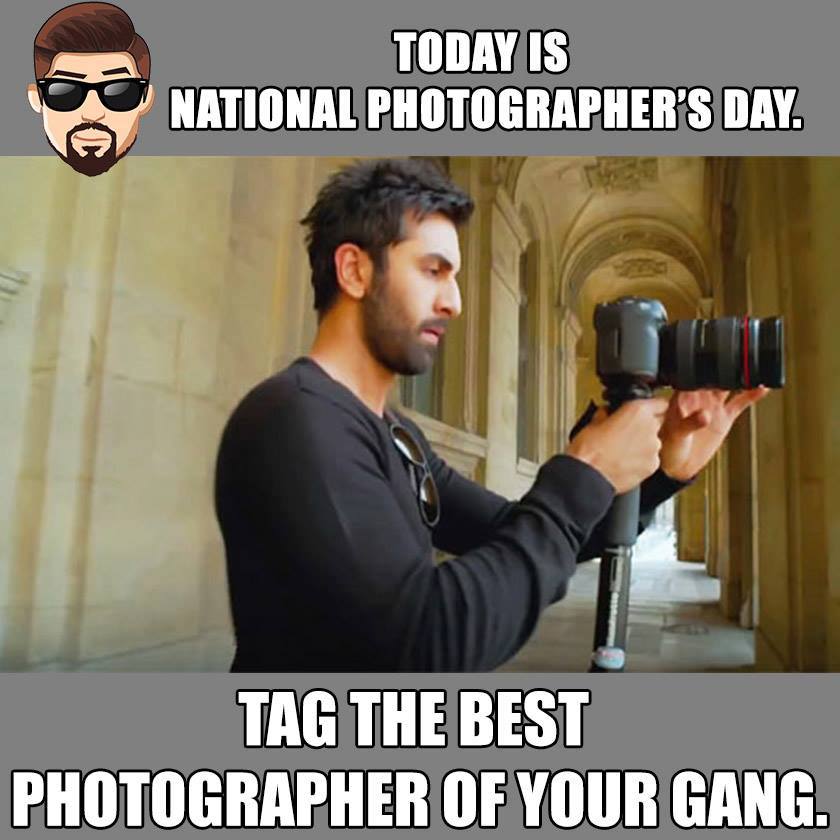 TODAY IS
NATIONAL PHOTOGRAPHER'S DAY.
TAG THE BEST
PHOTOGRAPHER OF YOUR GANG.